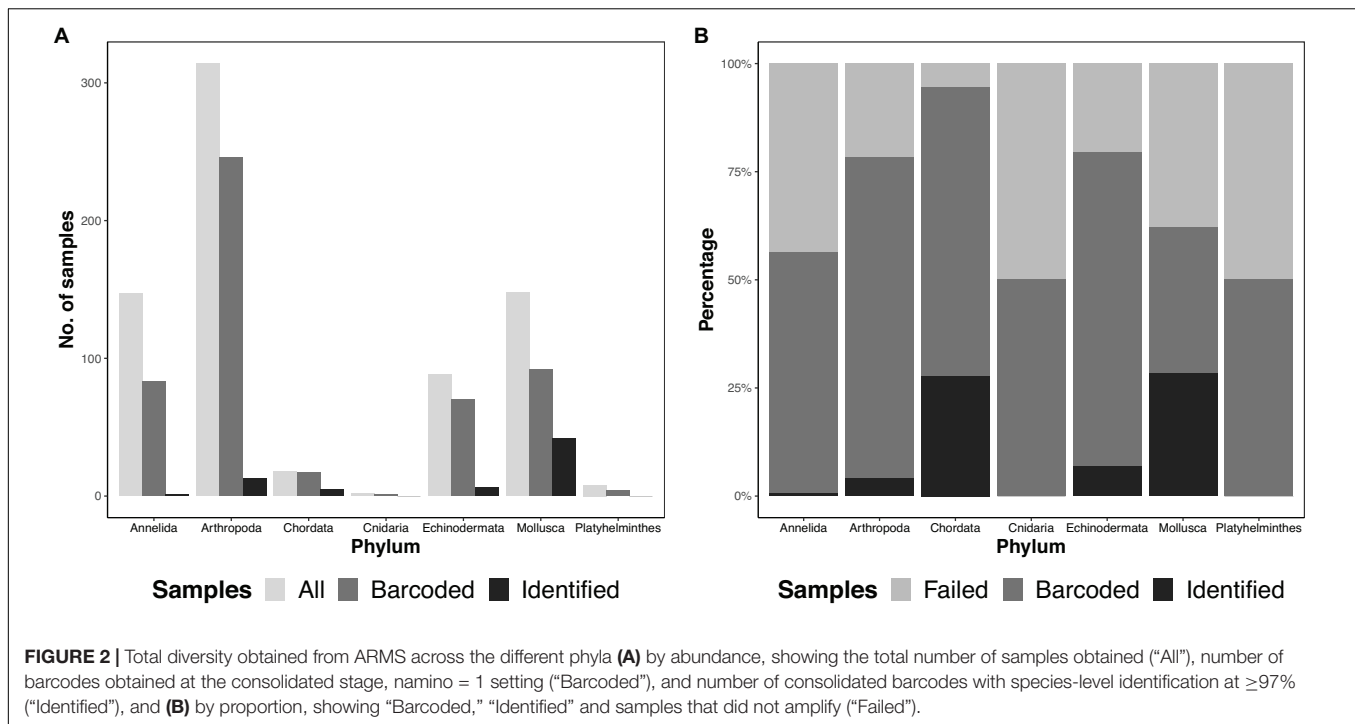 A
300
200
100
0
No. of samples
Annelida Arthropoda Chordata Cnidaria Echinodermata Mollusca Platyhelminthes
Phylum
Samples All Barcoded Identified
B
100%
75%
50%
25%
0%
Percentage
Annelida Arthropoda Chordata Cnidaria Echinodermata Mollusca Platyhelminthes
Phylum
Samples Failed Barcoded Identified
FIGURE 2 | Total diversity obtained from ARMS across the different phyla (A) by abundance, showing the total number of samples obtained (“All”), number of
barcodes obtained at the consolidated stage, namino = 1 setting (“Barcoded”), and number of consolidated barcodes with species-level identification at ≥97%
(“Identified”), and (B) by proportion, showing “Barcoded,” “Identified” and samples that did not amplify (“Failed”).